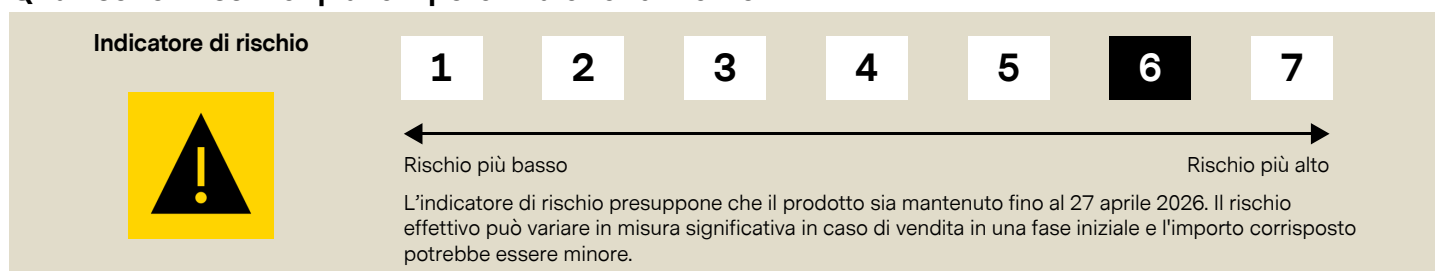 Indicatore di rischio
1 2 3 4 5 6 7
Rischio più basso Rischio più alto
L'indicatore di rischio presuppone che il prodotto sia mantenuto fino al 27 aprile 2026. Il rischio
effettivo può variare in misura significativa in caso di vendita in una fase iniziale e l'importo corrisposto
potrebbe essere minore.